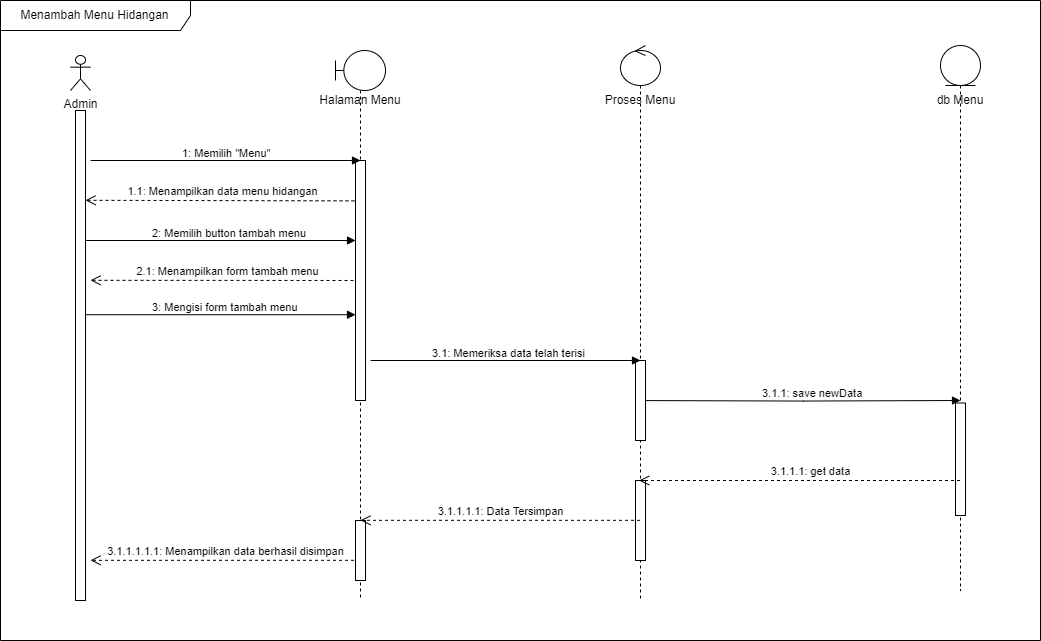 Menambah Menu Hidangan
Admin
Halaman Menu
Proses Menu
db Menu
1: Memilih "Menu"
1.1: Menampilkan data menu hidangan
2: Memilih button tambah menu
2.1: Menampilkan form tambah menu
3: Mengisi form tambah menu
3.1: Memeriksa data telah terisi
3.1.1: save newData
3.1.1.1: get data
3.1.1.1.1: Data Tersimpan
3.1.1.1.1.1: Menampilkan data berhasil disimpan